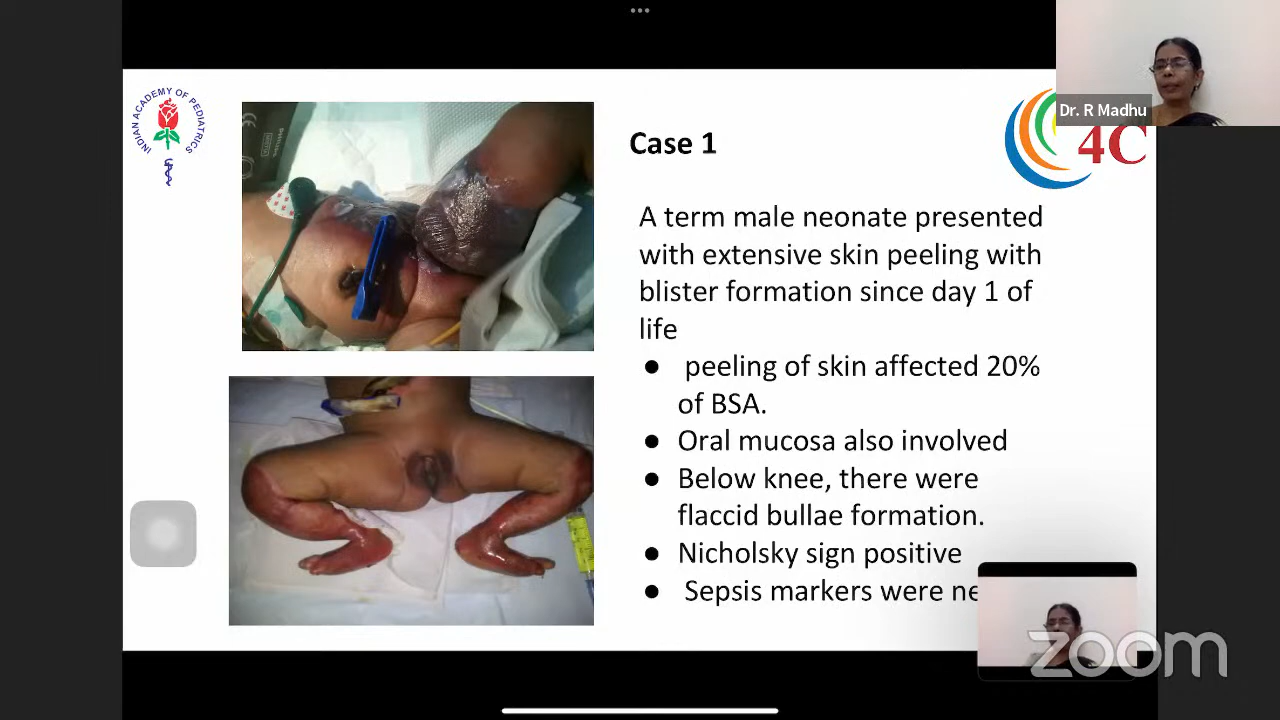 INDIAN ACADEMY OF PEDIATRICS
Case 1
Dr. R Madhu
4C
A term male neonate presented
with extensive skin peeling with
blister formation since day 1 of
life
● peeling of skin affected 20%
of BSA.
● Oral mucosa also involved
● Below knee, there were
flaccid bullae formation.
● Nicholsky sign positive
● Sepsis markers were
zoom